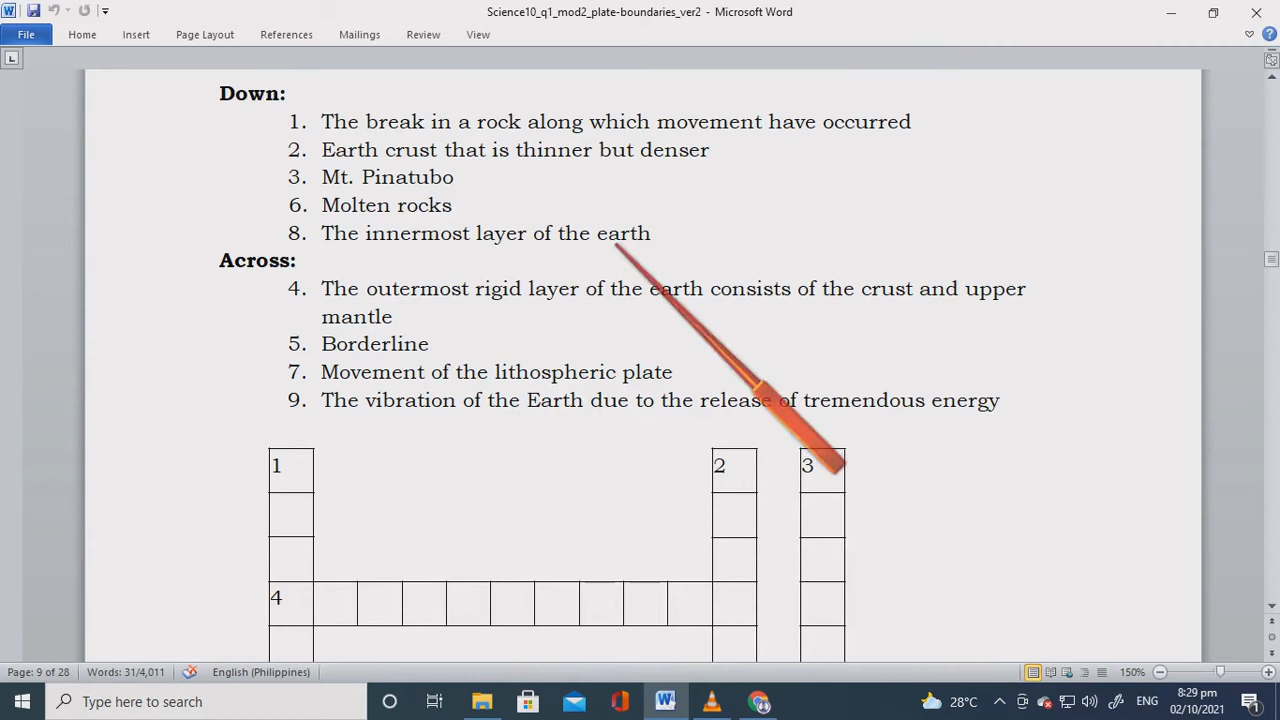 Science10_q1_mod2_plate-boundaries_ver2 - Microsoft Word
File Home Insert Page Layout References Mailings Review View
Down:
1. The break in a rock along which movement have occurred
2. Earth crust that is thinner but denser
3. Mt. Pinatubo
6. Molten rocks
8. The innermost layer of the earth
Across:
4. The outermost rigid layer of the earth consists of the crust and upper
mantle
5. Borderline
7. Movement of the lithospheric plate
9. The vibration of the Earth due to the release of tremendous energy
1 2 3
4
Page: 9 of 28 Words: 31/4,011 English (Philippines) 150%
Type here to search 28°C ENG 8:29 pm
02/10/2021 1